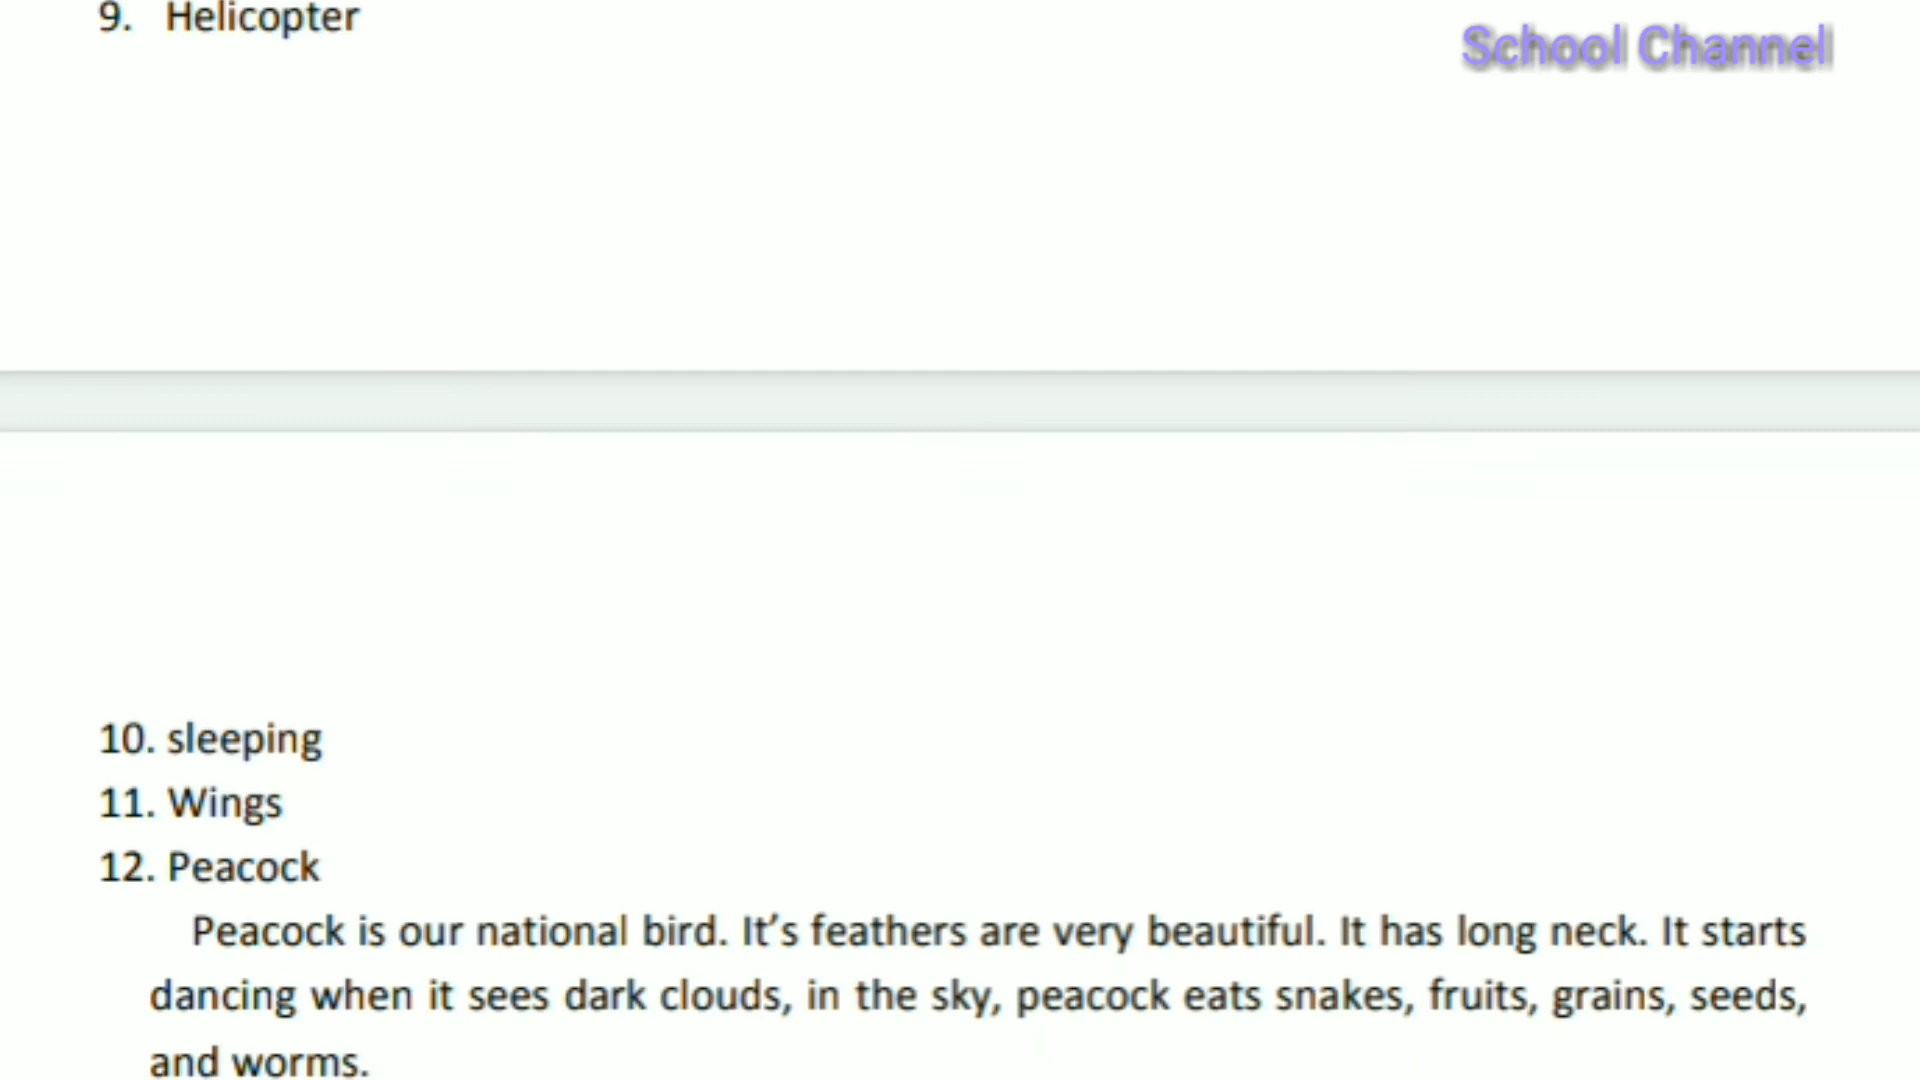 9. Helicopter
School Channel
10. sleeping
11. Wings
12. Peacock
Peacock is our national bird. It's feathers are very beautiful. It has long neck. It starts
dancing when it sees dark clouds, in the sky, peacock eats snakes, fruits, grains, seeds,
and worms.